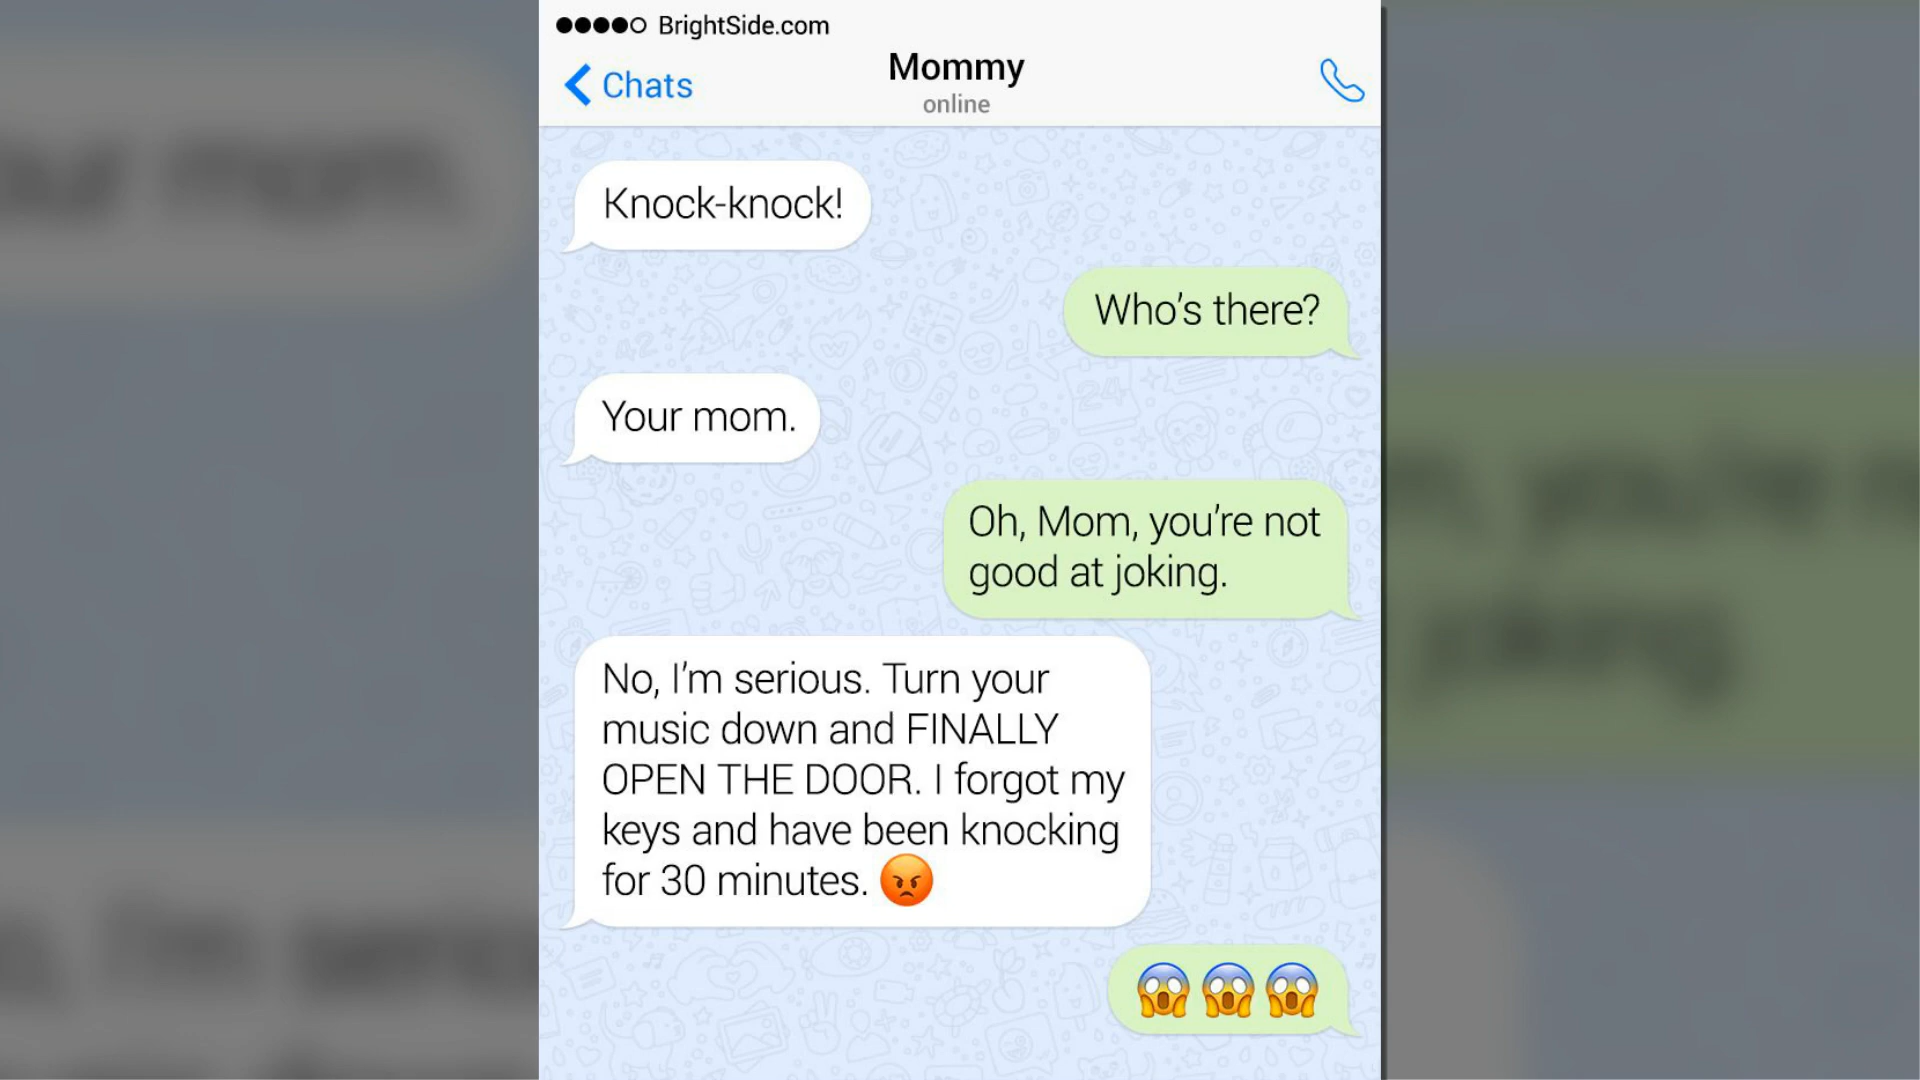 BrightSide.com
Chats
Mommy
online
Knock-knock!
Who's there?
Your mom.
Oh, Mom, you're not
good at joking.
No, I'm serious. Turn your
music down and FINALLY
OPEN THE DOOR. I forgot my
keys and have been knocking
for 30 minutes. 😡
😱😱😱